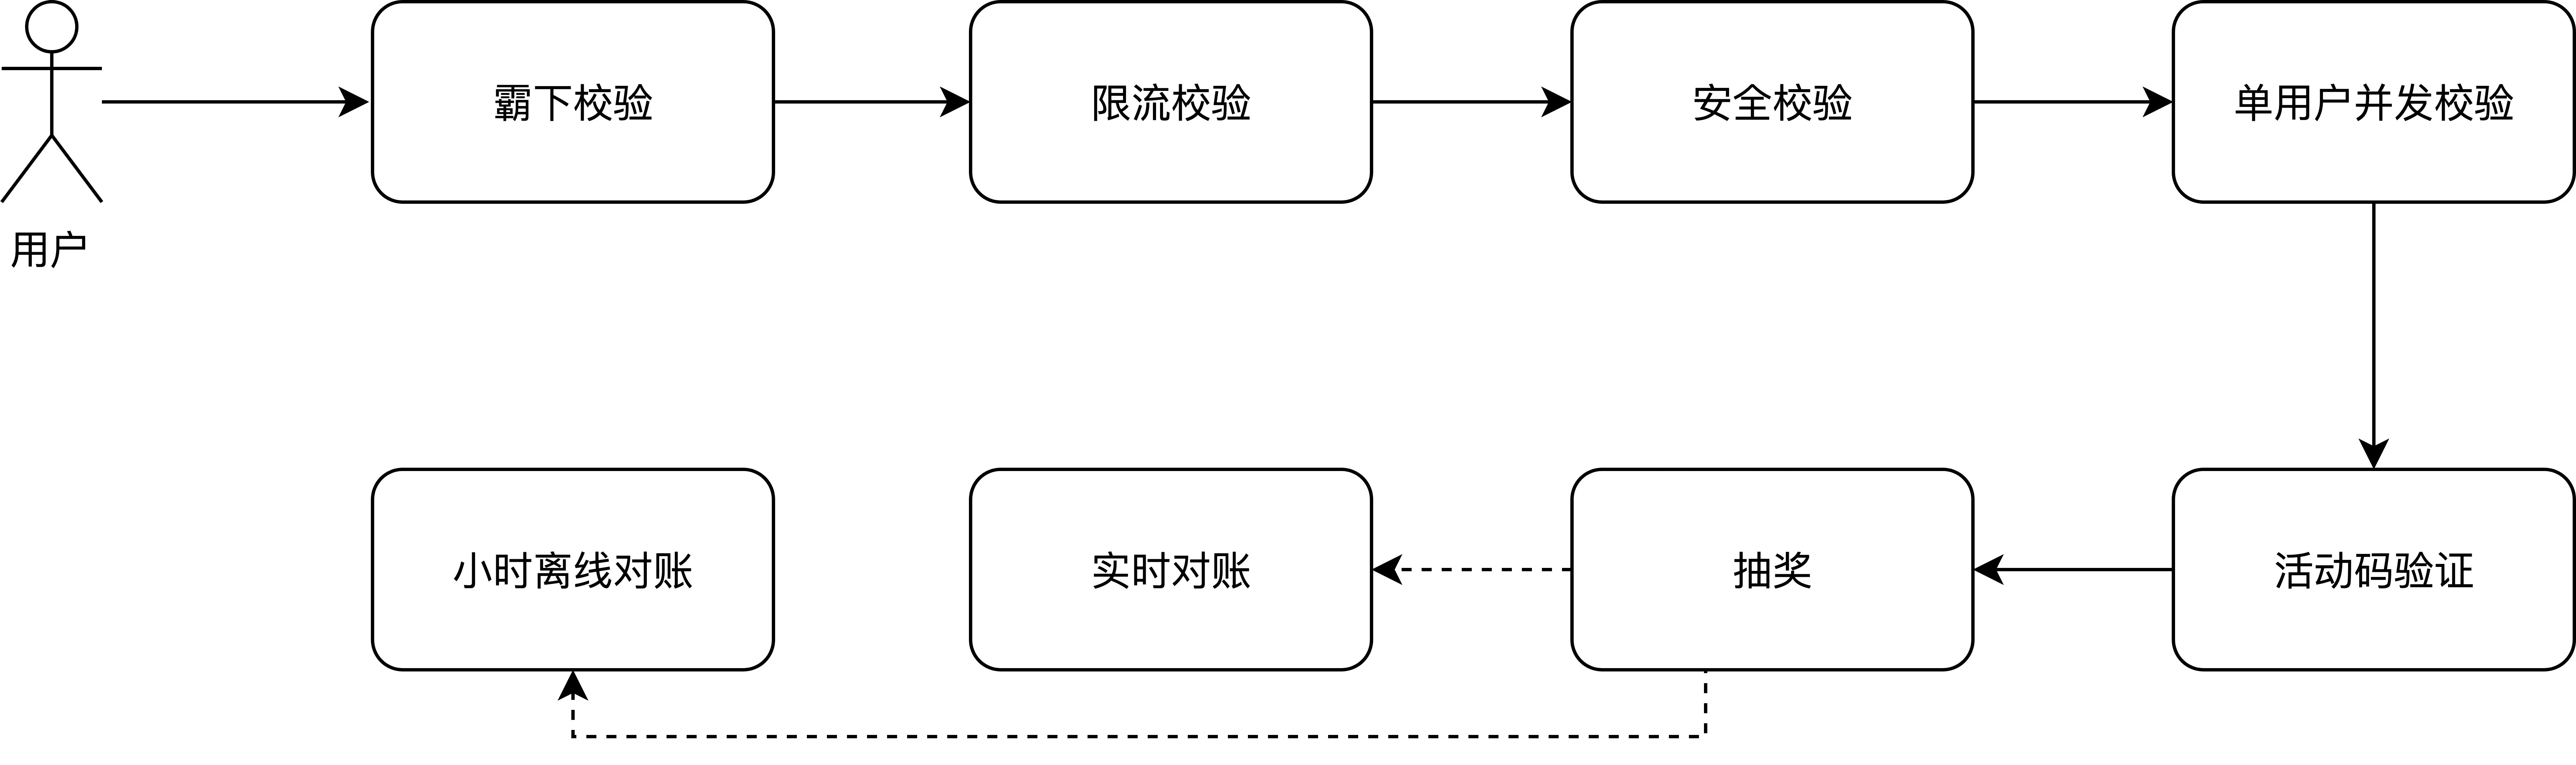 霸下校验
限流校验
安全校验
单用户并发校验
用户
小时离线对账
实时对账
抽奖
活动码验证